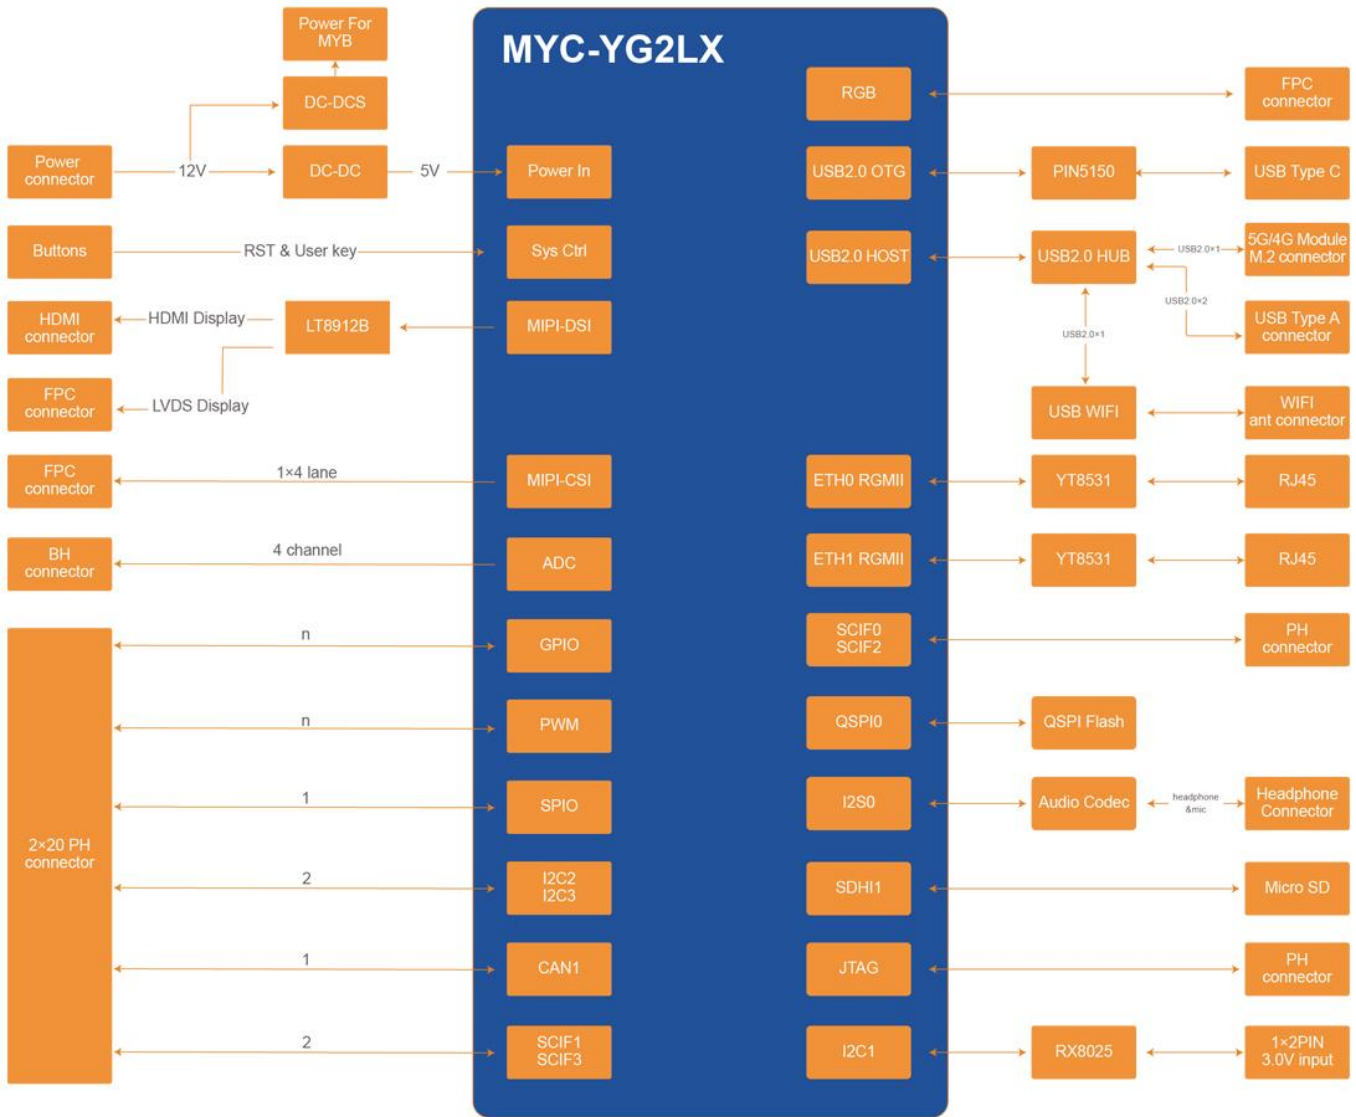 MYC-YG2LX
Power For
MYB
DC-DCS
Power
connector
12V
DC-DC
5V
Power In
Buttons
RST & User key
Sys Ctrl
HDMI
connector
HDMI Display
LT8912B
MIPI-DSI
FPC
connector
LVDS Display
FPC
connector
1×4 lane
MIPI-CSI
BH
connector
4 channel
ADC
2×20 PH
connector
n
GPIO
n
PWM
1
SPIO
2
I2C2
I2C3
1
CAN1
2
SCIF1
SCIF3
RGB
FPC
connector
USB2.0 OTG
PIN5150
USB Type C
USB2.0 HOST
USB2.0 HUB
USB2.0×1
5G/4G Module
M.2 connector
USB2.0×2
USB Type A
connector
USB2.0×1
USB WIFI
WIFI
ant connector
ETH0 RGMII
YT8531
RJ45
ETH1 RGMII
YT8531
RJ45
SCIF0
SCIF2
PH
connector
QSPI0
QSPI Flash
I2S0
Audio Codec
headphone
&mic
Headphone
Connector
SDHI1
Micro SD
JTAG
PH
connector
I2C1
RX8025
1×2PIN
3.0V input